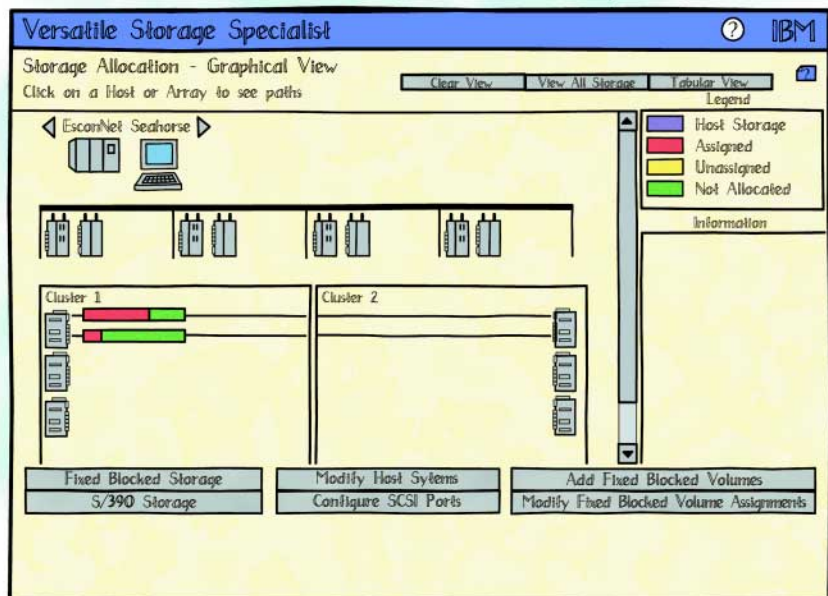 Versatile Storage Specialist
? IBM
Storage Allocation - Graphical View
Click on a Host or Array to see paths
Clear View
View All Storage
Tabular View
?
Legend
Host Storage
Assigned
Unassigned
Not Allocated
Information
EsconNet Seahorse
Cluster 1
Cluster 2
Fixed Blocked Storage
Modify Host Sytems
Add Fixed Blocked Volumes
S/390 Storage
Configure SCSI Ports
Modify Fixed Blocked Volume Assignments